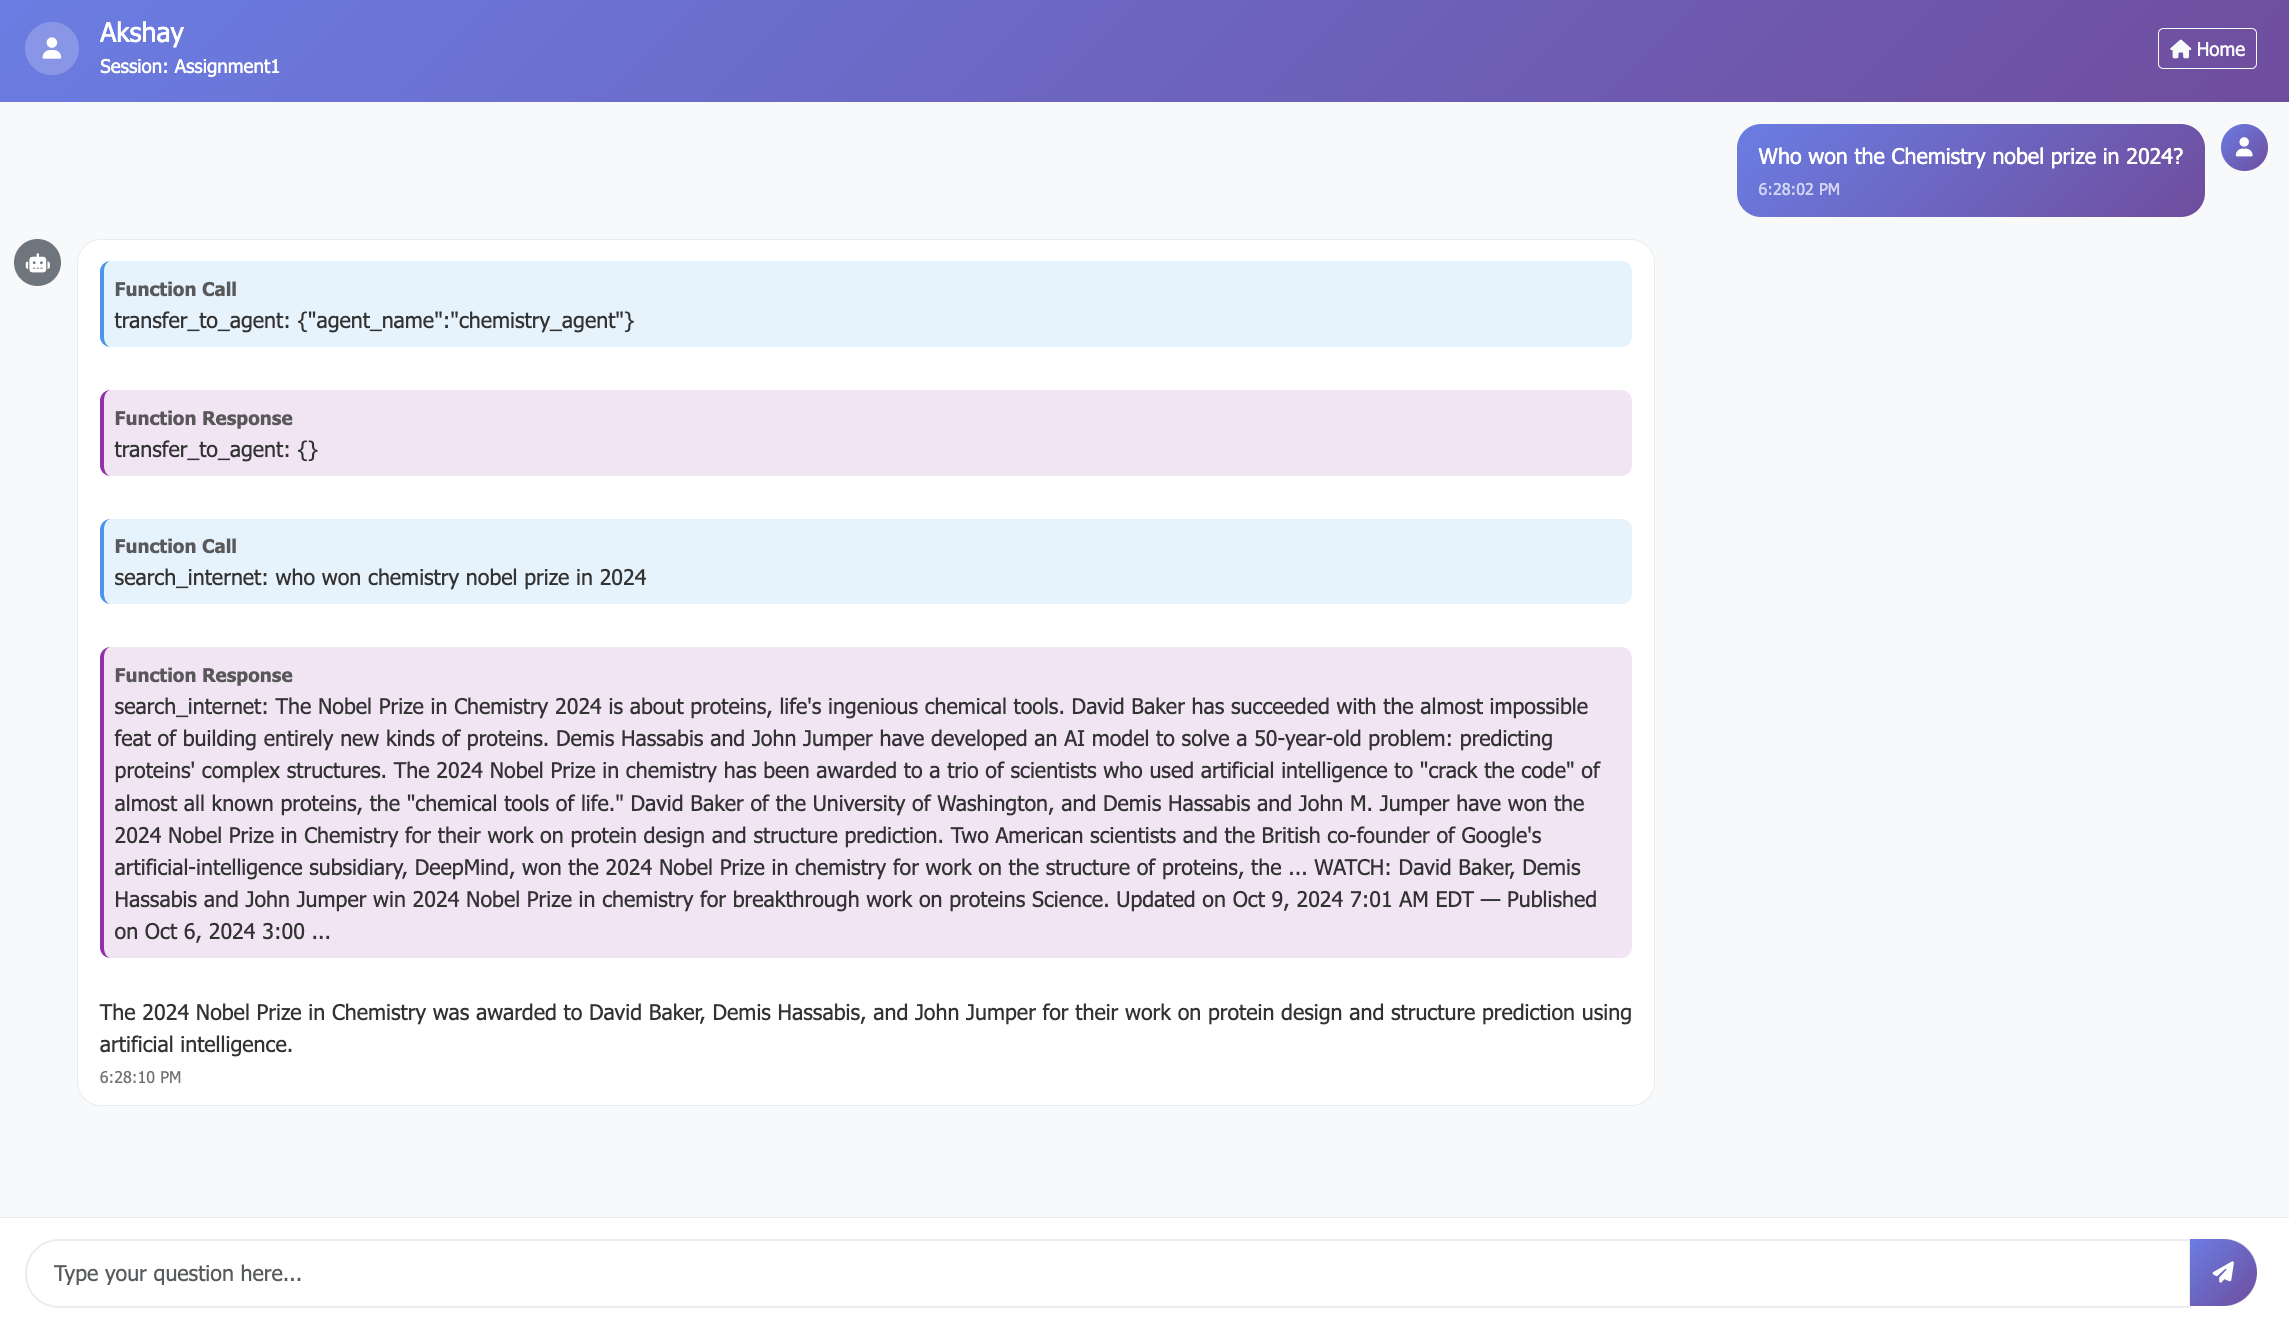 Akshay
Session: Assignment1
Home
Who won the Chemistry nobel prize in 2024?
6:28:02 PM
Function Call
transfer_to_agent: {"agent_name":"chemistry_agent"}
Function Response
transfer_to_agent: {}
Function Call
search_internet: who won chemistry nobel prize in 2024
Function Response
search_internet: The Nobel Prize in Chemistry 2024 is about proteins, life's ingenious chemical tools. David Baker has succeeded with the almost impossible
feat of building entirely new kinds of proteins. Demis Hassabis and John Jumper have developed an AI model to solve a 50-year-old problem: predicting
proteins' complex structures. The 2024 Nobel Prize in chemistry has been awarded to a trio of scientists who used artificial intelligence to "crack the code" of
almost all known proteins, the "chemical tools of life." David Baker of the University of Washington, and Demis Hassabis and John M. Jumper have won the
2024 Nobel Prize in Chemistry for their work on protein design and structure prediction. Two American scientists and the British co-founder of Google's
artificial-intelligence subsidiary, DeepMind, won the 2024 Nobel Prize in chemistry for work on the structure of proteins, the ... WATCH: David Baker, Demis
Hassabis and John Jumper win 2024 Nobel Prize in chemistry for breakthrough work on proteins Science. Updated on Oct 9, 2024 7:01 AM EDT — Published
on Oct 6, 2024 3:00 ...
The 2024 Nobel Prize in Chemistry was awarded to David Baker, Demis Hassabis, and John Jumper for their work on protein design and structure prediction using
artificial intelligence.
6:28:10 PM
Type your question here...